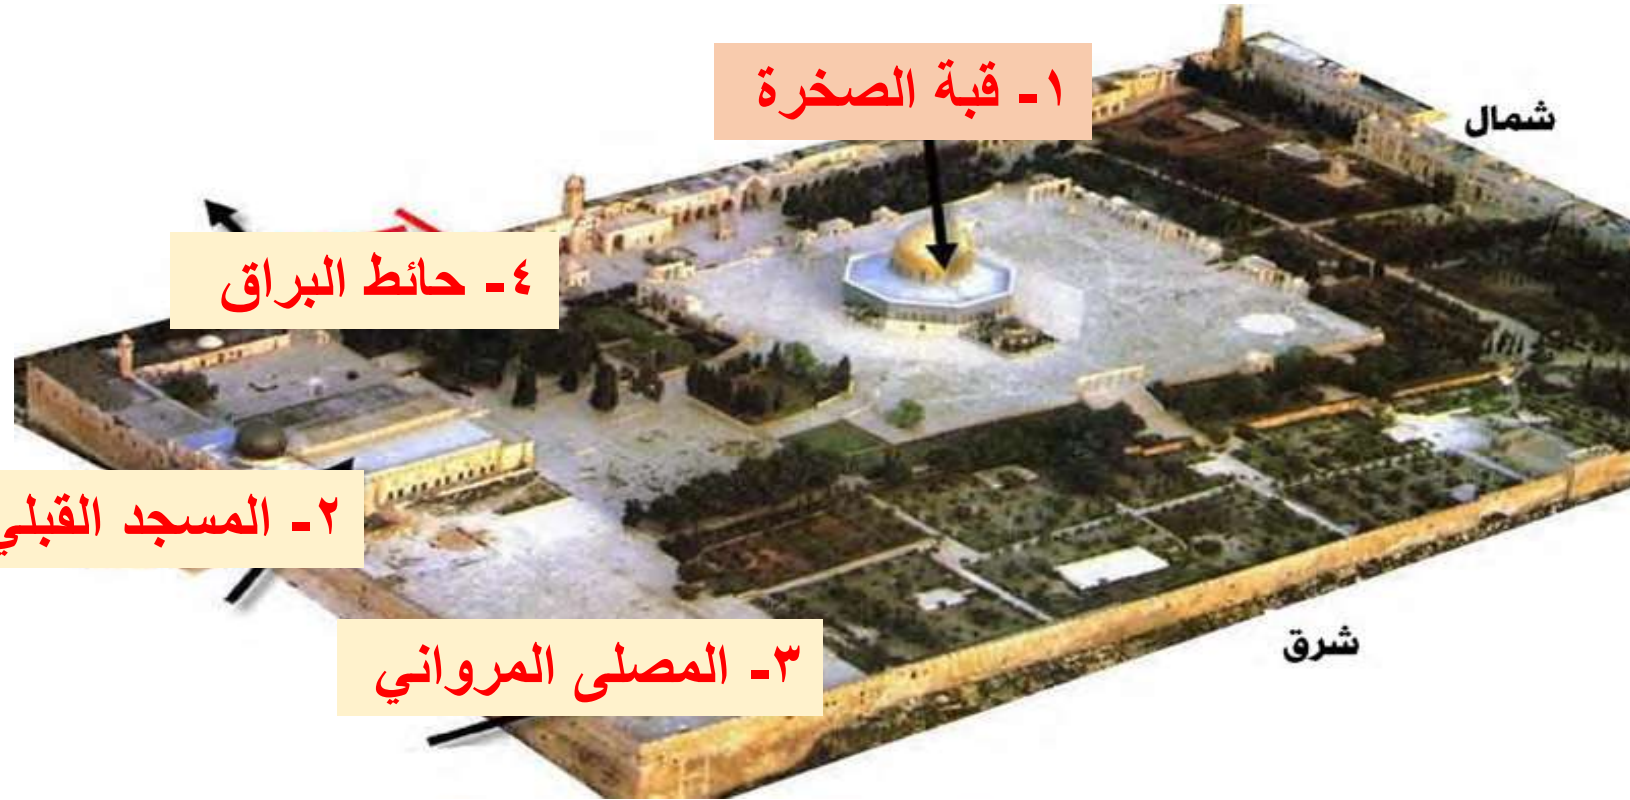 ١- قبة الصخرة
شمال
٤- حائط البراق
٢- المسجد القبلي
٣- المصلى المرواني
شرق